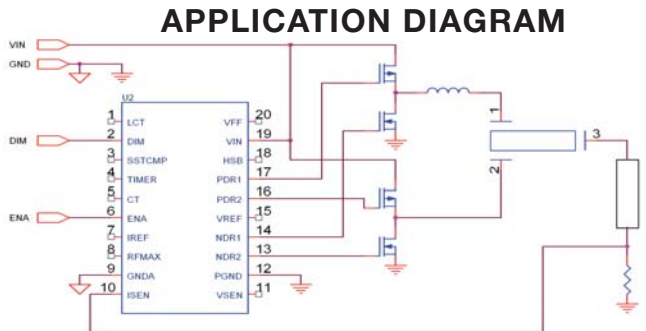 APPLICATION DIAGRAM
VIN
GND
U2
1 LCT VFF 20
DIM 2 DIM VIN 19
3 SSTCMP HSB 18
4 TIMER PDR1 17
5 CT PDR2 16
ENA 6 ENA VREF 15
7 IREF NDR1 14
8 RFMAX NDR2 13
9 GNDA PGND 12
10 ISEN VSEN 11
1
3
2